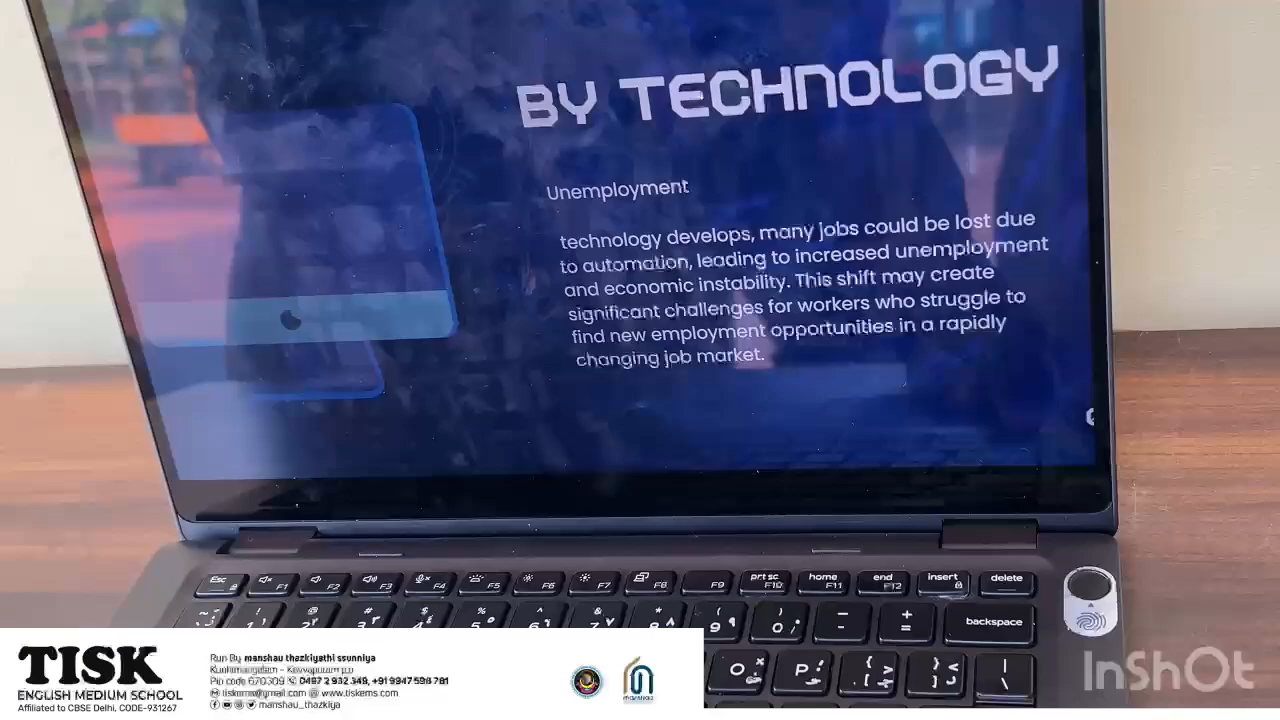 BY TECHNOLOGY
Unemployment
technology develops, many jobs could be lost due
to automation, leading to increased unemployment
and economic instability. This shift may create
significant challenges for workers who struggle to
find new employment opportunities in a rapidly
changing job market.
Esc F1 F2 F3 F4 F5 F6 F7 F8 F9 prt sc F10 home F11 end F12 insert delete
backspace
InShOt
TISK
ENGLISH MEDIUM SCHOOL
Affiliated to CBSE Delhi, CODE-931267
Run By manshau thazkiyathi ssunniya
Pin code 670309
www.tiskems.com
manshau_thazkiya